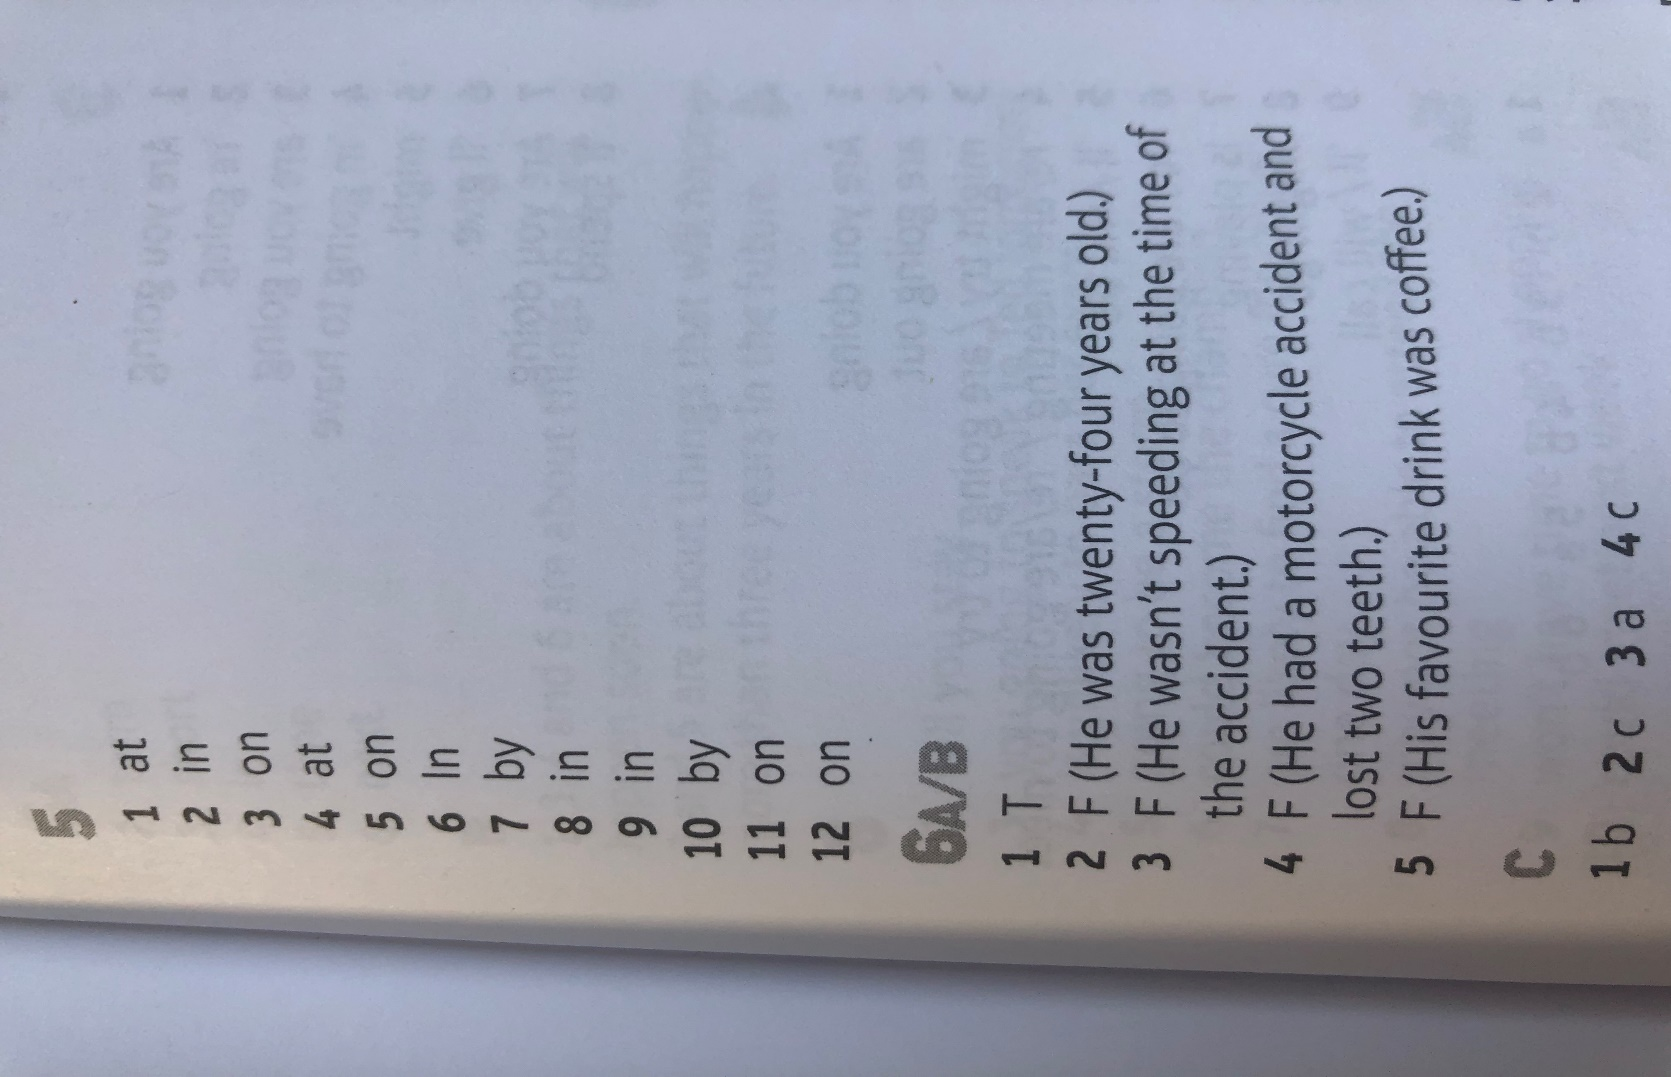 5
1 at
2 in
3 on
4 at
5 on
6 In
7 by
8 in
9 in
10 by
11 on
12 on
6A/B
1 T
2 F (He was twenty-four years old.)
3 F (He wasn't speeding at the time of
the accident.)
4 F (He had a motorcycle accident and
lost two teeth.)
5 F (His favourite drink was coffee.)
C
1 b 2 c 3 a 4 c